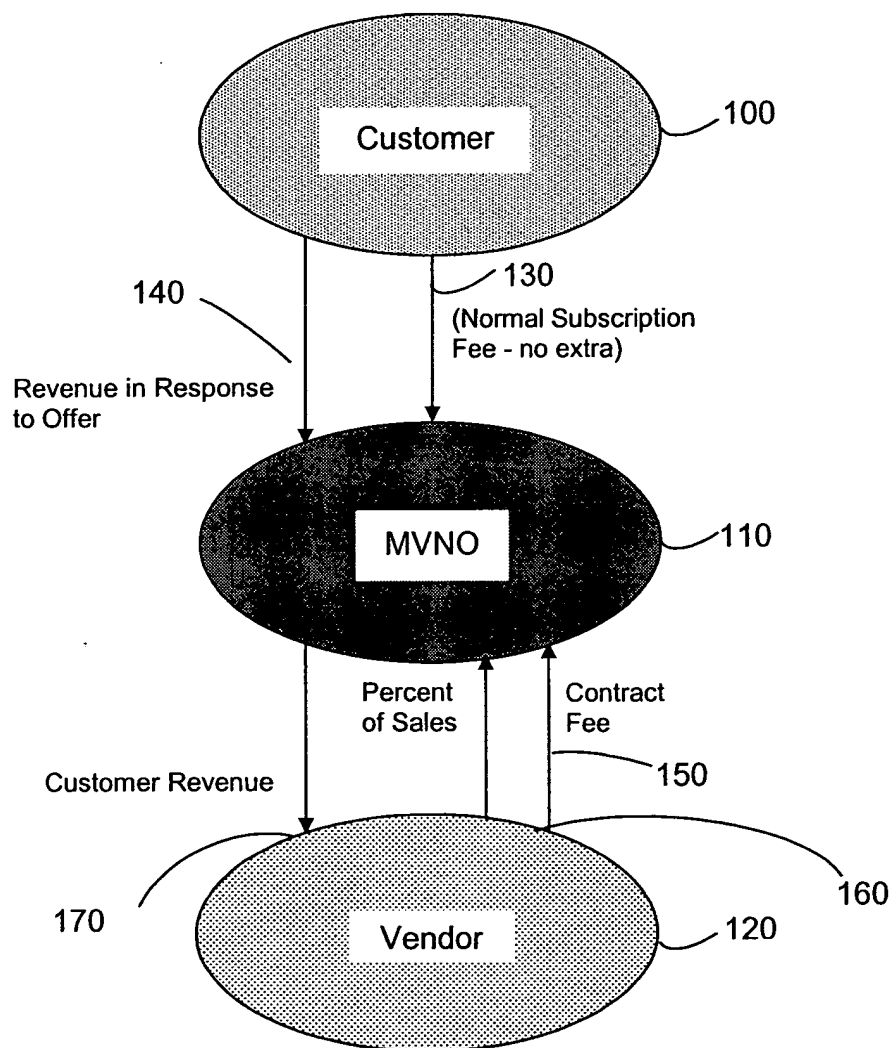 Customer
100
130
140
(Normal Subscription
Fee - no extra)
Revenue in Response
to Offer
MVNO
110
Percent
of Sales
Contract
Fee
150
Customer Revenue
160
170
Vendor
120